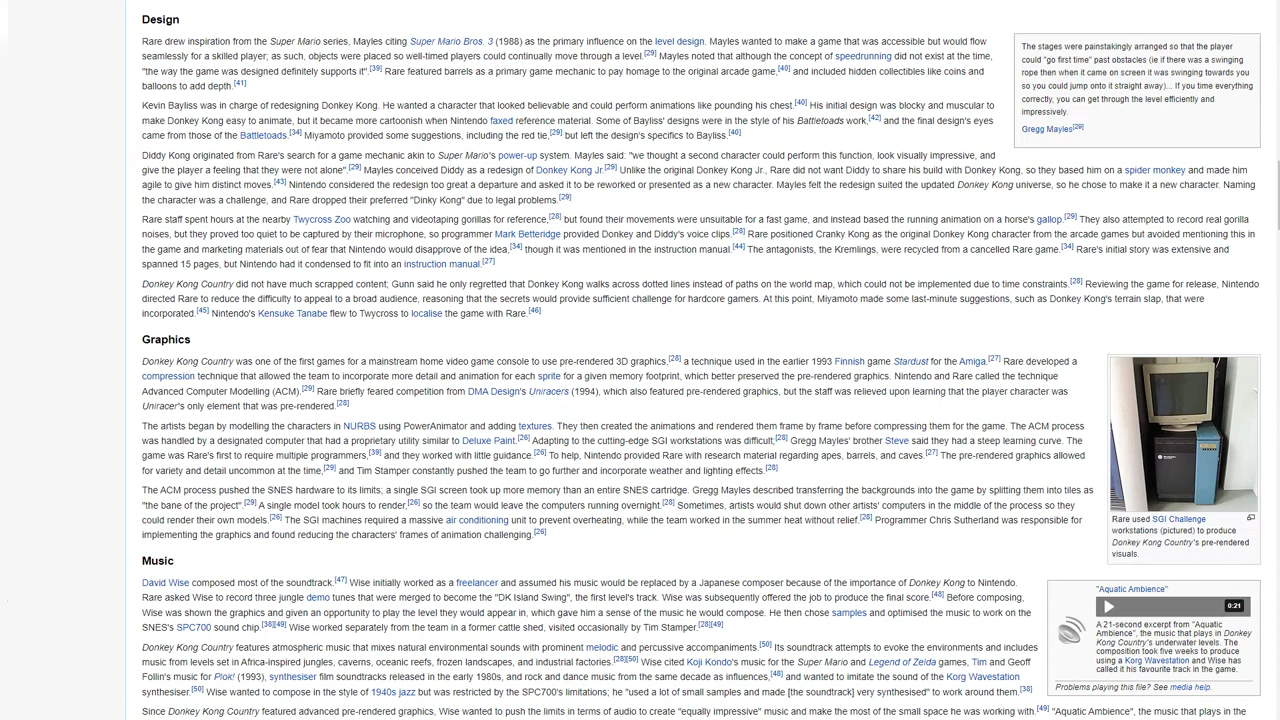 Design
Rare drew inspiration from the Super Mario series, Mayles citing Super Mario Bros. 3 (1988) as the primary influence on the level design. Mayles wanted to make a game that was accessible but would flow
seamlessly for a skilled player; as such, objects were placed so well-timed players could continually move through a level.[29] Mayles noted that although the concept of speedrunning did not exist at the time,
"the way the game was designed definitely supports it".[39] Rare featured barrels as a primary game mechanic to pay homage to the original arcade game,[40] and included hidden collectibles like coins and
balloons to add depth.[41]
The stages were painstakingly arranged so that the player
could "go first time" past obstacles (ie if there was a swinging
rope then when it came on screen it was swinging towards you
so you could jump onto it straight away)... If you time everything
correctly, you can get through the level efficiently and
impressively.
Gregg Mayles[29]
Kevin Bayliss was in charge of redesigning Donkey Kong. He wanted a character that looked believable and could perform animations like pounding his chest.[40] His initial design was blocky and muscular to
make Donkey Kong easy to animate, but it became more cartoonish when Nintendo faxed reference material. Some of Bayliss' designs were in the style of his Battletoads work,[42] and the final design's eyes
came from those of the Battletoads.[34] Miyamoto provided some suggestions, including the red tie,[29] but left the design's specifics to Bayliss.[40]
Diddy Kong originated from Rare's search for a game mechanic akin to Super Mario's power-up system. Mayles said: "we thought a second character could perform this function, look visually impressive, and
give the player a feeling that they were not alone".[29] Mayles conceived Diddy as a redesign of Donkey Kong Jr.[29] Unlike the original Donkey Kong Jr., Rare did not want Diddy to share his build with Donkey Kong, so they based him on a spider monkey and made him
agile to give him distinct moves.[43] Nintendo considered the redesign too great a departure and asked it to be reworked or presented as a new character. Mayles felt the redesign suited the updated Donkey Kong universe, so he chose to make it a new character. Naming
the character was a challenge, and Rare dropped their preferred "Dinky Kong" due to legal problems.[29]
Rare staff spent hours at the nearby Twycross Zoo watching and videotaping gorillas for reference,[28] but found their movements were unsuitable for a fast game, and instead based the running animation on a horse's gallop.[29] They also attempted to record real gorilla
noises, but they proved too quiet to be captured by their microphone, so programmer Mark Betteridge provided Donkey and Diddy's voice clips.[28] Rare positioned Cranky Kong as the original Donkey Kong character from the arcade games but avoided mentioning this in
the game and marketing materials out of fear that Nintendo would disapprove of the idea,[34] though it was mentioned in the instruction manual.[44] The antagonists, the Kremlings, were recycled from a cancelled Rare game.[34] Rare's initial story was extensive and
spanned 15 pages, but Nintendo had it condensed to fit into an instruction manual.[27]
Donkey Kong Country did not have much scrapped content; Gunn said he only regretted that Donkey Kong walks across dotted lines instead of paths on the world map, which could not be implemented due to time constraints.[28] Reviewing the game for release, Nintendo
directed Rare to reduce the difficulty to appeal to a broad audience, reasoning that the secrets would provide sufficient challenge for hardcore gamers. At this point, Miyamoto made some last-minute suggestions, such as Donkey Kong's terrain slap, that were
incorporated.[45] Nintendo's Kensuke Tanabe flew to Twycross to localise the game with Rare.[46]
Graphics
Donkey Kong Country was one of the first games for a mainstream home video game console to use pre-rendered 3D graphics,[28] a technique used in the earlier 1993 Finnish game Stardust for the Amiga.[27] Rare developed a
compression technique that allowed the team to incorporate more detail and animation for each sprite for a given memory footprint, which better preserved the pre-rendered graphics. Nintendo and Rare called the technique
Advanced Computer Modelling (ACM).[29] Rare briefly feared competition from DMA Design's Uniracers (1994), which also featured pre-rendered graphics, but the staff was relieved upon learning that the player character was
Uniracer's only element that was pre-rendered.[28]
The artists began by modelling the characters in NURBS using PowerAnimator and adding textures. They then created the animations and rendered them frame by frame before compressing them for the game. The ACM process
was handled by a designated computer that had a proprietary utility similar to Deluxe Paint.[26] Adapting to the cutting-edge SGI workstations was difficult;[28] Gregg Mayles' brother Steve said they had a steep learning curve. The
game was Rare's first to require multiple programmers,[39] and they worked with little guidance.[26] To help, Nintendo provided Rare with research material regarding apes, barrels, and caves.[27] The pre-rendered graphics allowed
for variety and detail uncommon at the time,[29] and Tim Stamper constantly pushed the team to go further and incorporate weather and lighting effects.[28]
The ACM process pushed the SNES hardware to its limits; a single SGI screen took up more memory than an entire SNES cartridge. Gregg Mayles described transferring the backgrounds into the game by splitting them into tiles as
"the bane of the project".[29] A single model took hours to render,[26] so the team would leave the computers running overnight.[28] Sometimes, artists would shut down other artists' computers in the middle of the process so they
could render their own models.[26] The SGI machines required a massive air conditioning unit to prevent overheating, while the team worked in the summer heat without relief.[28] Programmer Chris Sutherland was responsible for
implementing the graphics and found reducing the characters' frames of animation challenging.[26]
Rare used SGI Challenge
workstations (pictured) to produce
Donkey Kong Country's pre-rendered
visuals.
Music
David Wise composed most of the soundtrack.[47] Wise initially worked as a freelancer and assumed his music would be replaced by a Japanese composer because of the importance of Donkey Kong to Nintendo.
Rare asked Wise to record three jungle demo tunes that were merged to become the "DK Island Swing", the first level's track. Wise was subsequently offered the job to produce the final score.[48] Before composing,
Wise was shown the graphics and given an opportunity to play the level they would appear in, which gave him a sense of the music he would compose. He then chose samples and optimised the music to work on the
SNES's SPC700 sound chip.[38][49] Wise worked separately from the team in a former cattle shed, visited occasionally by Tim Stamper.[28][49]
"Aquatic Ambience"
0:21
A 21-second excerpt from "Aquatic
Ambience", the music that plays in Donkey
Kong Country's underwater levels. The
composition took five weeks to produce
using a Korg Wavestation and Wise has
called it his favourite track in the game.
Problems playing this file? See media help.
Donkey Kong Country features atmospheric music that mixes natural environmental sounds with prominent melodic and percussive accompaniments.[50] Its soundtrack attempts to evoke the environments and includes
music from levels set in Africa-inspired jungles, caverns, oceanic reefs, frozen landscapes, and industrial factories.[28][50] Wise cited Koji Kondo's music for the Super Mario and Legend of Zelda games, Tim and Geoff
Follin's music for Plok! (1993), synthesiser film soundtracks released in the early 1980s, and rock and dance music from the same decade as influences,[48] and wanted to imitate the sound of the Korg Wavestation
synthesiser.[50] Wise wanted to compose in the style of 1940s jazz but was restricted by the SPC700's limitations; he "used a lot of small samples and made [the soundtrack] very synthesised" to work around them.[38]
Since Donkey Kong Country featured advanced pre-rendered graphics, Wise wanted to push the limits in terms of audio to create "equally impressive" music and make the most of the small space he was working with.[49] "Aquatic Ambience", the music that plays in the